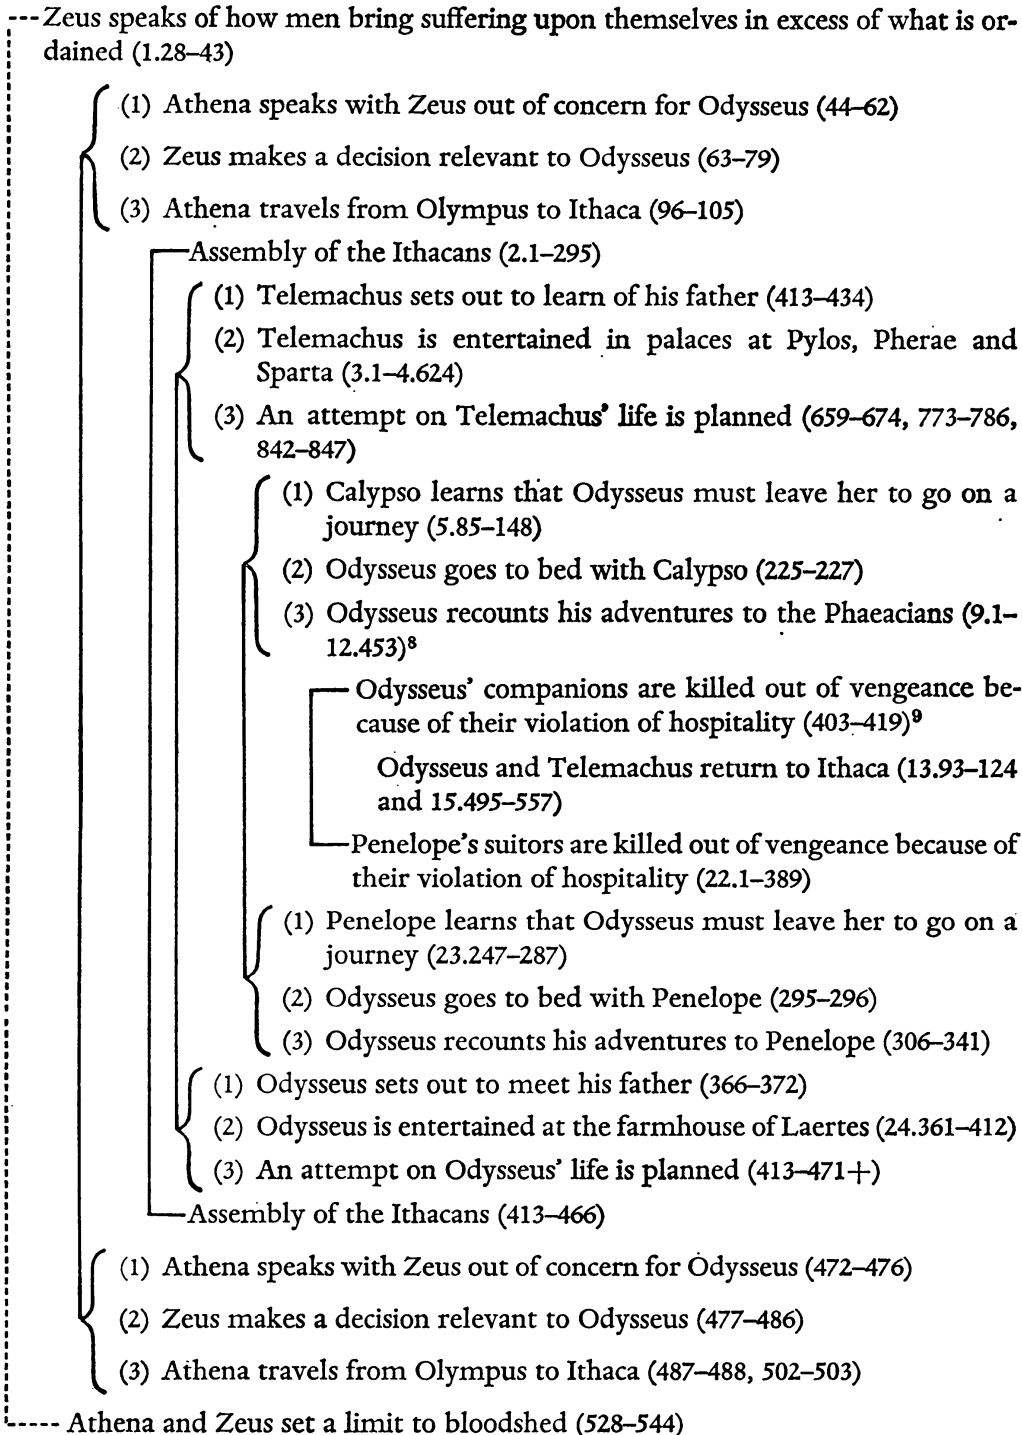 Zeus speaks of how men bring suffering upon themselves in excess of what is or-
dained (1.28–43)
(1) Athena speaks with Zeus out of concern for Odysseus (44–62)
(2) Zeus makes a decision relevant to Odysseus (63–79)
(3) Athena travels from Olympus to Ithaca (96–105)
Assembly of the Ithacans (2.1–295)
(1) Telemachus sets out to learn of his father (413–434)
(2) Telemachus is entertained in palaces at Pylos, Pherae and
Sparta (3.1–4.624)
(3) An attempt on Telemachus’ life is planned (659–674, 773–786,
842–847)
(1) Calypso learns that Odysseus must leave her to go on a
journey (5.85–148)
(2) Odysseus goes to bed with Calypso (225–227)
(3) Odysseus recounts his adventures to the Phaeacians (9.1–
12.453)⁸
Odysseus’ companions are killed out of vengeance be-
cause of their violation of hospitality (403–419)⁹
Odysseus and Telemachus return to Ithaca (13.93–124
and 15.495–557)
Penelope’s suitors are killed out of vengeance because of
their violation of hospitality (22.1–389)
(1) Penelope learns that Odysseus must leave her to go on a
journey (23.247–287)
(2) Odysseus goes to bed with Penelope (295–296)
(3) Odysseus recounts his adventures to Penelope (306–341)
(1) Odysseus sets out to meet his father (366–372)
(2) Odysseus is entertained at the farmhouse of Laertes (24.361–412)
(3) An attempt on Odysseus’ life is planned (413–471+)
Assembly of the Ithacans (413–466)
(1) Athena speaks with Zeus out of concern for Odysseus (472–476)
(2) Zeus makes a decision relevant to Odysseus (477–486)
(3) Athena travels from Olympus to Ithaca (487–488, 502–503)
Athena and Zeus set a limit to bloodshed (528–544)